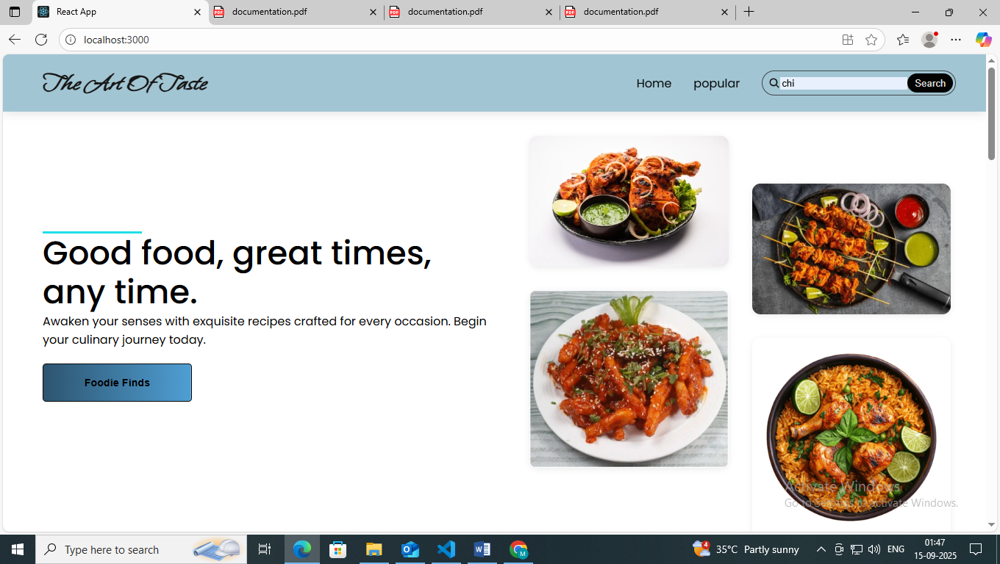 React App
documentation.pdf
documentation.pdf
documentation.pdf
localhost:3000
The Art Of Taste
Home
popular
chi
Search
Good food, great times,
any time.
Awaken your senses with exquisite recipes crafted for every occasion. Begin
your culinary journey today.
Foodie Finds
Activate Windows
Go to Settings to activate Windows.
Type here to search
4
35°C Partly sunny
ENG
01:47
15-09-2025